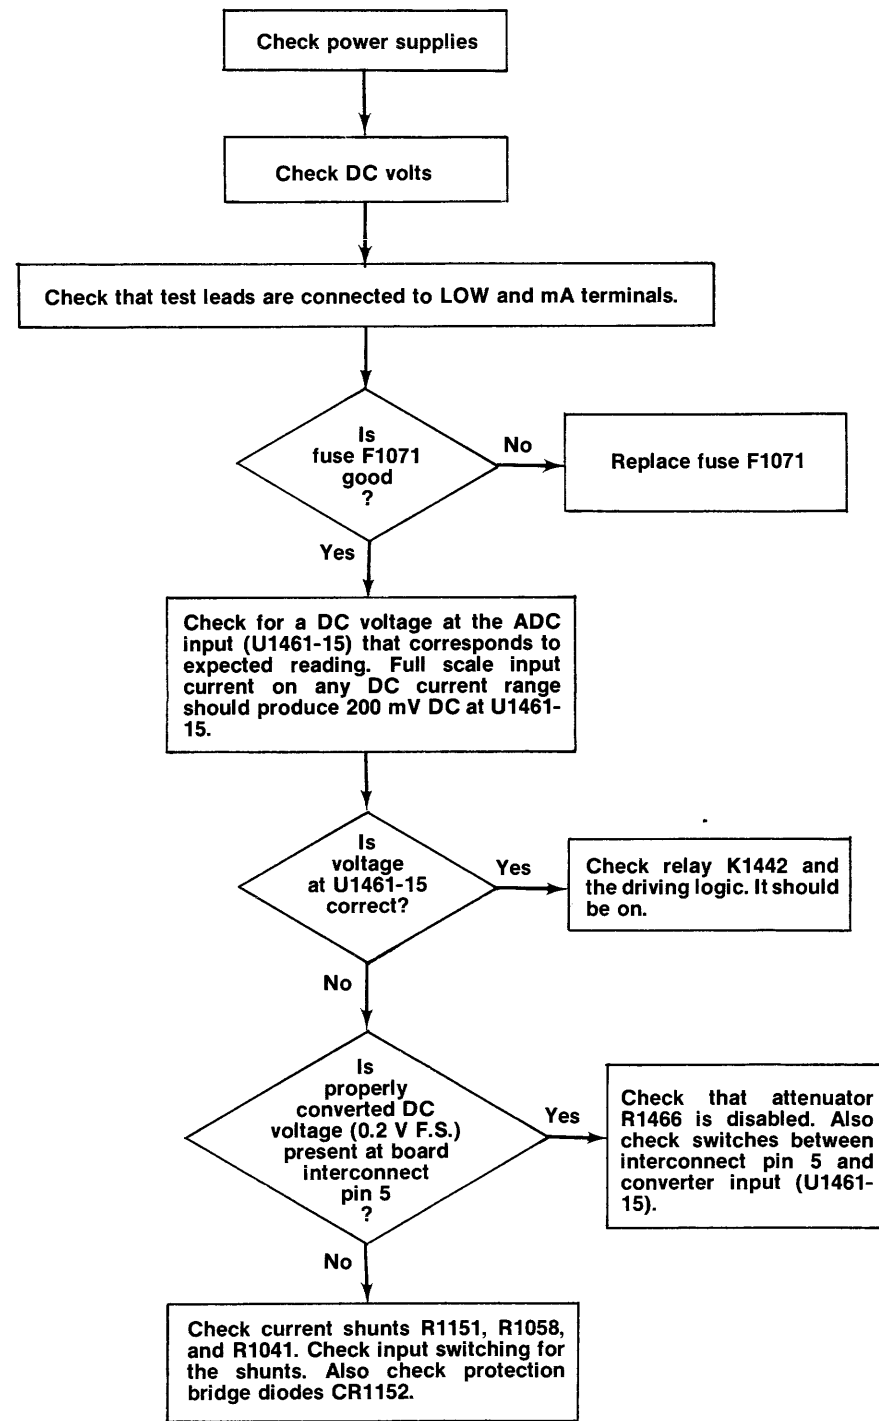 Check power supplies
Check DC volts
Check that test leads are connected to LOW and mA terminals.
Is
fuse F1071
good
?
No
Replace fuse F1071
Yes
Check for a DC voltage at the ADC
input (U1461-15) that corresponds to
expected reading. Full scale input
current on any DC current range
should produce 200 mV DC at U1461-
15.
Is
voltage
at U1461-15
correct?
Yes
Check relay K1442 and
the driving logic. It should
be on.
No
Is
properly
converted DC
voltage (0.2 V F.S.)
present at board
interconnect
pin 5
?
Yes
Check that attenuator
R1466 is disabled. Also
check switches between
interconnect pin 5 and
converter input (U1461-
15).
No
Check current shunts R1151, R1058,
and R1041. Check input switching for
the shunts. Also check protection
bridge diodes CR1152.